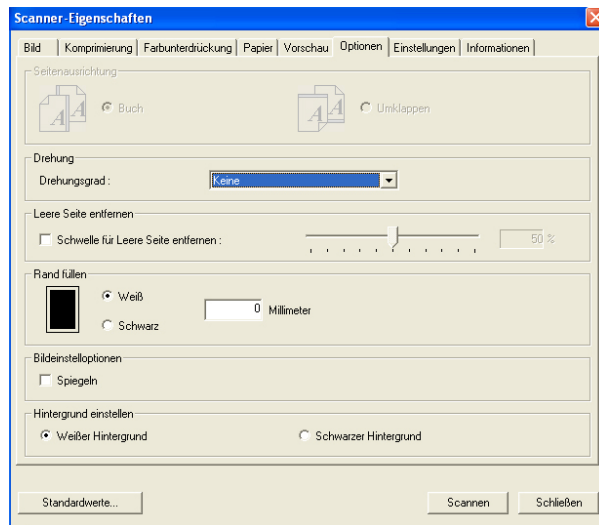 Scanner-Eigenschaften
Bild Komprimierung Farbunterdrückung Papier Vorschau Optionen Einstellungen Informationen
Seitenausrichtung
A A Buch A A Umklappen
Drehung
Drehungsgrad : Keine
Leere Seite entfernen
Schwelle für Leere Seite entfernen : 50 %
Rand füllen
Weiß
0 Millimeter
Schwarz
Bildeinstelloptionen
Spiegeln
Hintergrund einstellen
Weißer Hintergrund Schwarzer Hintergrund
Standardwerte... Scannen Schließen